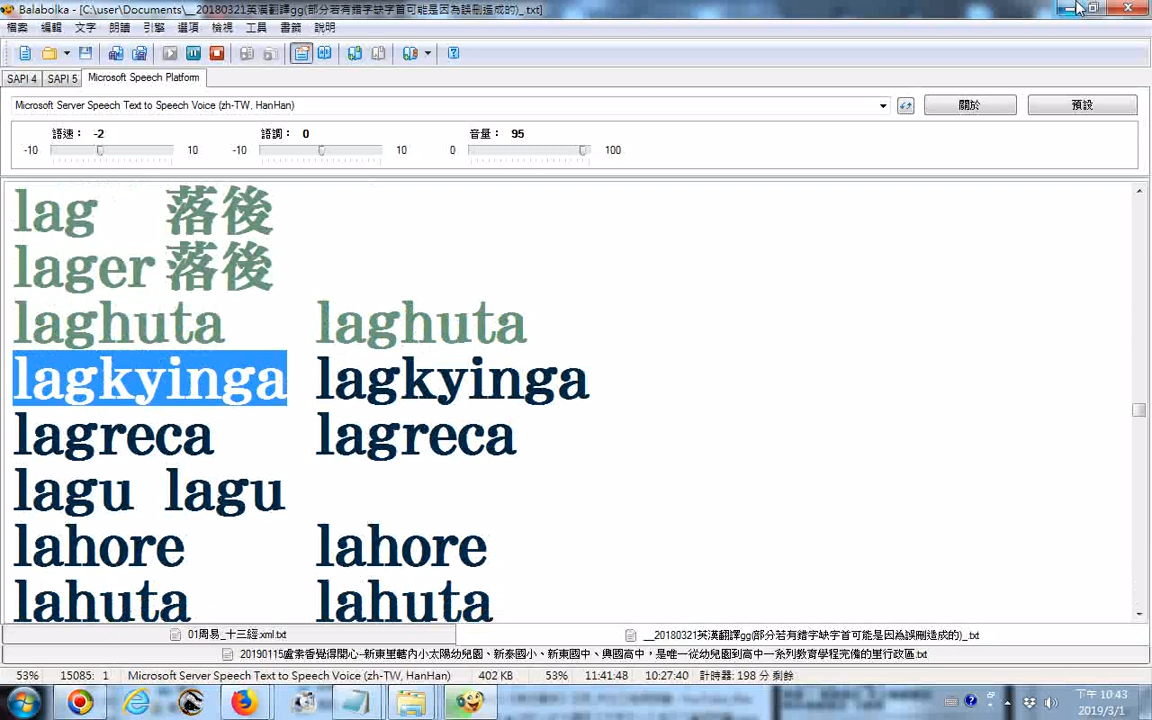 Balabolka - [C:\user\Documents\__20180321英漢翻譯gg(部分若有錯字缺字首可能是因為誤刪造成的)_.txt]
檔案 編輯 文字 朗讀 引擎 選項 檢視 工具 書籤 說明
SAPI 4 SAPI 5 Microsoft Speech Platform
Microsoft Server Speech Text to Speech Voice (zh-TW, HanHan) 關於 預設
語速： -2 語調： 0 音量： 95
-10 10 -10 10 0 100
lag 落後
lager 落後
laghuta laghuta
lagkyinga lagkyinga
lagreca lagreca
lagu lagu
lahore lahore
lahuta lahuta
01周易_十三經.xml.txt __20180321英漢翻譯gg(部分若有錯字缺字首可能是因為誤刪造成的)_.txt
20190115盧素香覺得開心--新東里轄內小太陽幼兒園、新泰國小、新東國中、興國高中，是唯一從幼兒園到高中一系列教育學程完備的里行政區.txt
53% 15085: 1 Microsoft Server Speech Text to Speech Voice (zh-TW, HanHan) 402 KB 53% 11:41:48 10:27:40 計時器: 198 分 剩餘
下午 10:43
2019/3/1